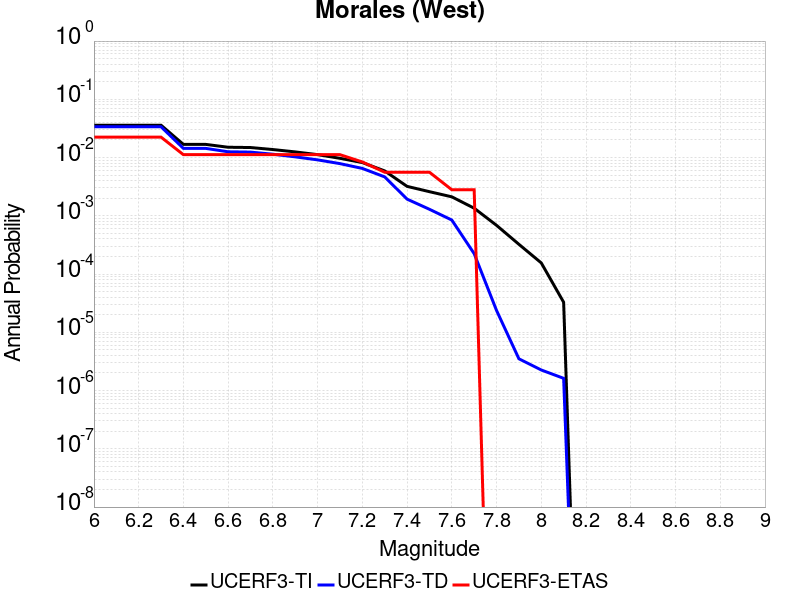 Morales (West)
10^0
10^-1
10^-2
10^-3
10^-4
10^-5
10^-6
10^-7
10^-8
Annual Probability
6 6.2 6.4 6.6 6.8 7 7.2 7.4 7.6 7.8 8 8.2 8.4 8.6 8.8 9
Magnitude
UCERF3-TI UCERF3-TD UCERF3-ETAS